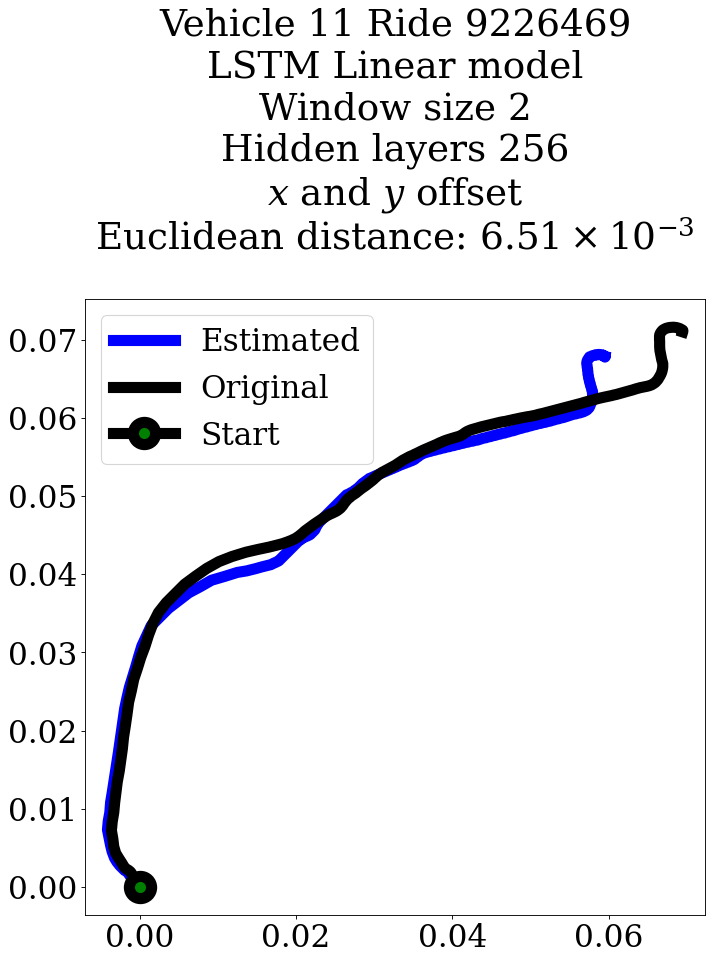 Vehicle 11 Ride 9226469
LSTM Linear model
Window size 2
Hidden layers 256
x and y offset
Euclidean distance: 6.51 × 10⁻³
Estimated
Original
Start
0.07
0.06
0.05
0.04
0.03
0.02
0.01
0.00
0.00 0.02 0.04 0.06